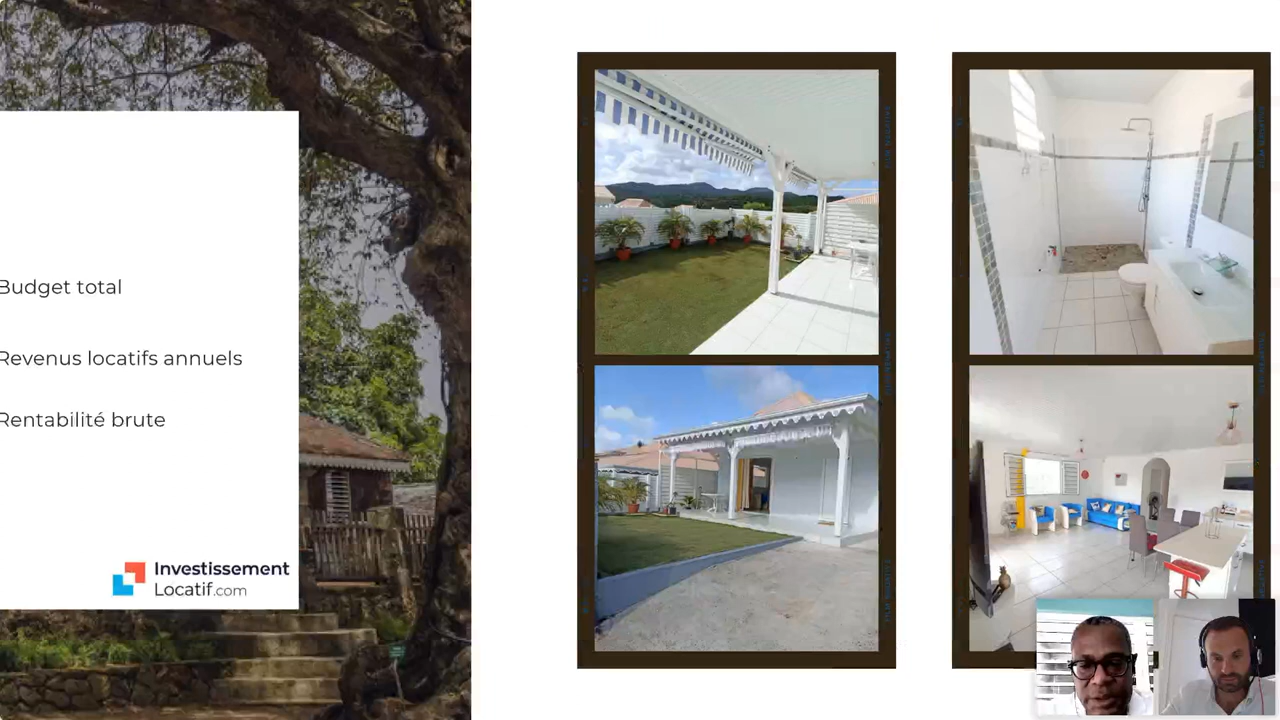 Budget total
Revenus locatifs annuels
Rentabilité brute
Investissement
Locatif.com